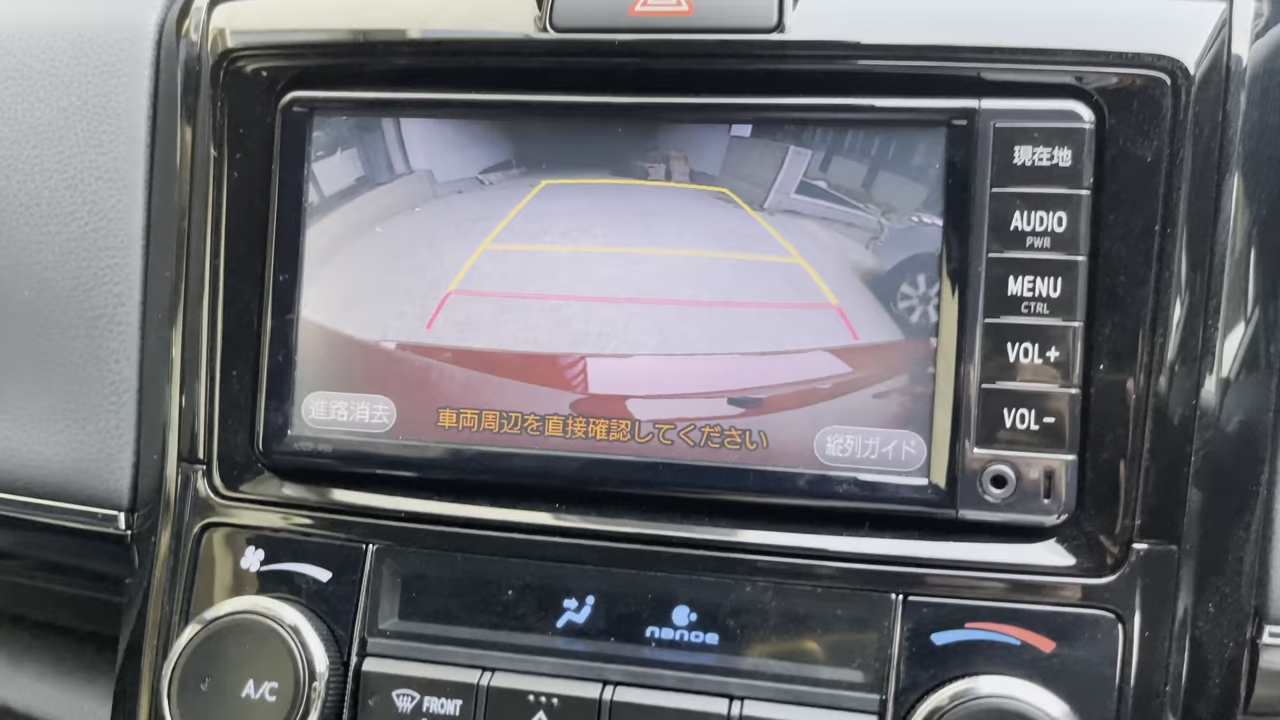 現在地
AUDIO
PWR
MENU
CTRL
VOL+
VOL-
進路消去
車両周辺を直接確認してください
縦列ガイド
nanoe
A/C
FRONT